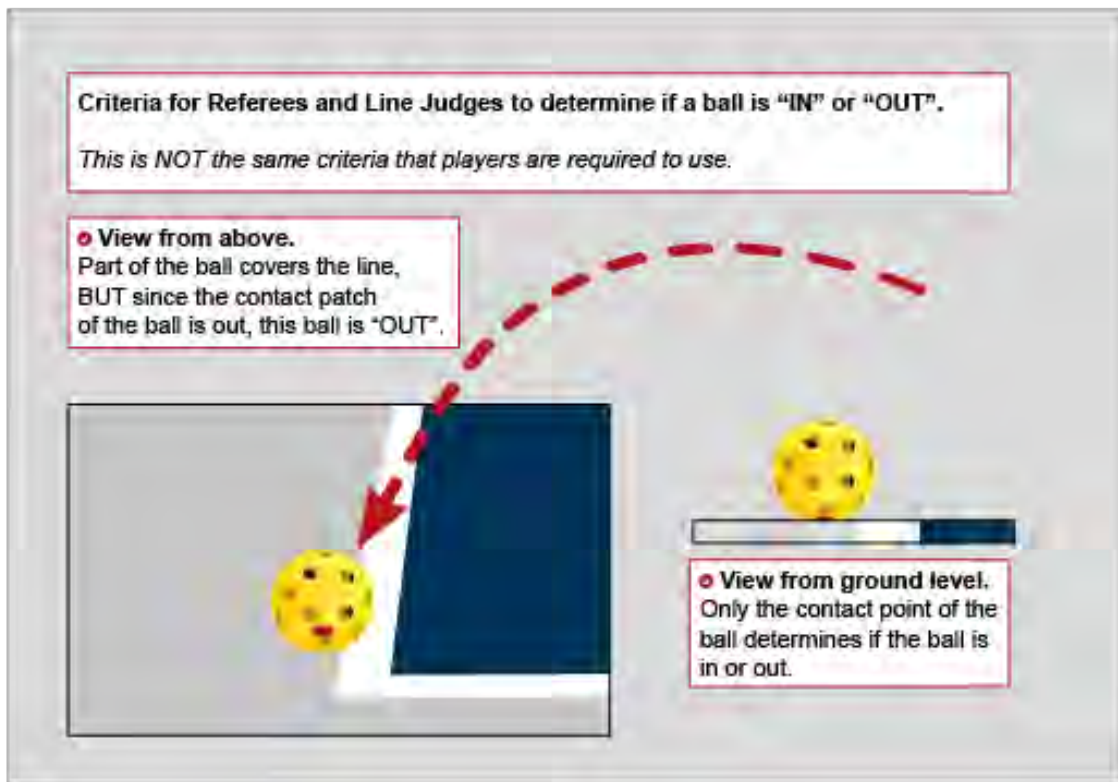 Criteria for Referees and Line Judges to determine if a ball is “IN” or “OUT”.
This is NOT the same criteria that players are required to use.
View from above.
Part of the ball covers the line,
BUT since the contact patch
of the ball is out, this ball is “OUT”.
View from ground level.
Only the contact point of the
ball determines if the ball is
in or out.